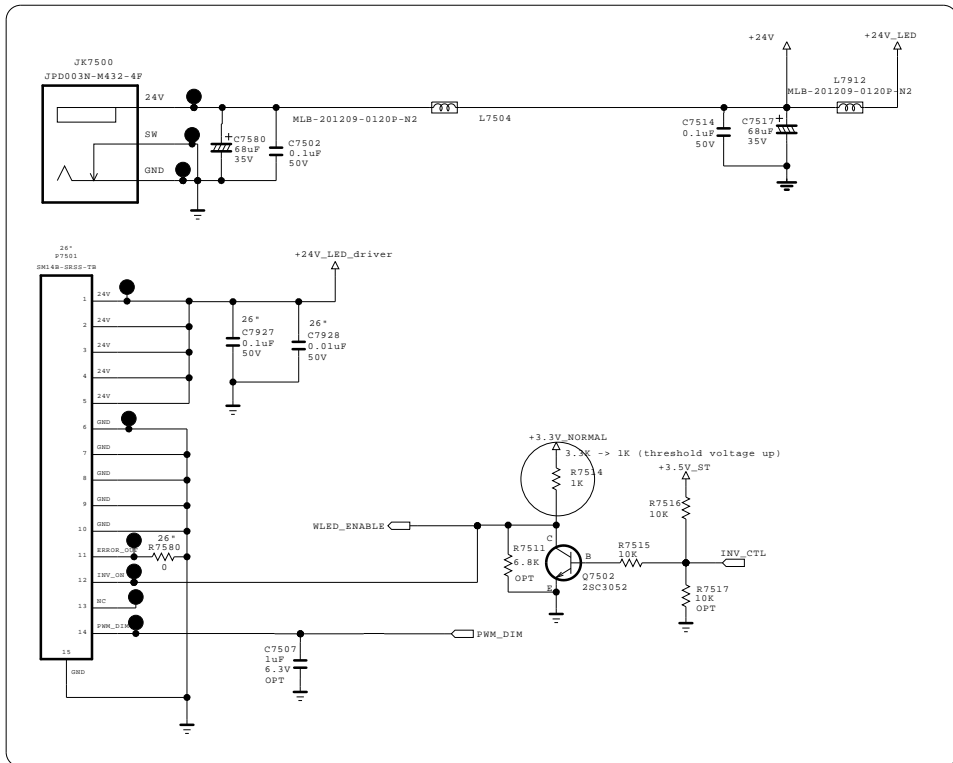 JK7500
JPD003N-M432-4F
24V
SW
GND
C7580
68uF
35V
C7502
0.1uF
50V
MLB-201209-0120P-N2
L7504
+24V
+24V_LED
L7912
MLB-201209-0120P-N2
C7514
0.1uF
50V
C7517
68uF
35V
26"
P7501
SM14B-SRSS-TB
1 24V
2 24V
3 24V
4 24V
5 24V
6 GND
7 GND
8 GND
9 GND
10 GND
11 ERROR_OUT
12 INV_ON
13 NC
14 PWM_DIM
15
GND
+24V_LED_driver
26"
C7927
0.1uF
50V
26"
C7928
0.01uF
50V
26"
R7580
0
+3.3V_NORMAL
3.3K -> 1K (threshold voltage up)
R7514
1K
+3.5V_ST
R7516
10K
WLED_ENABLE
R7511
6.8K
OPT
C
B
E
Q7502
2SC3052
R7515
10K
INV_CTL
R7517
10K
OPT
PWM_DIM
C7507
1uF
6.3V
OPT